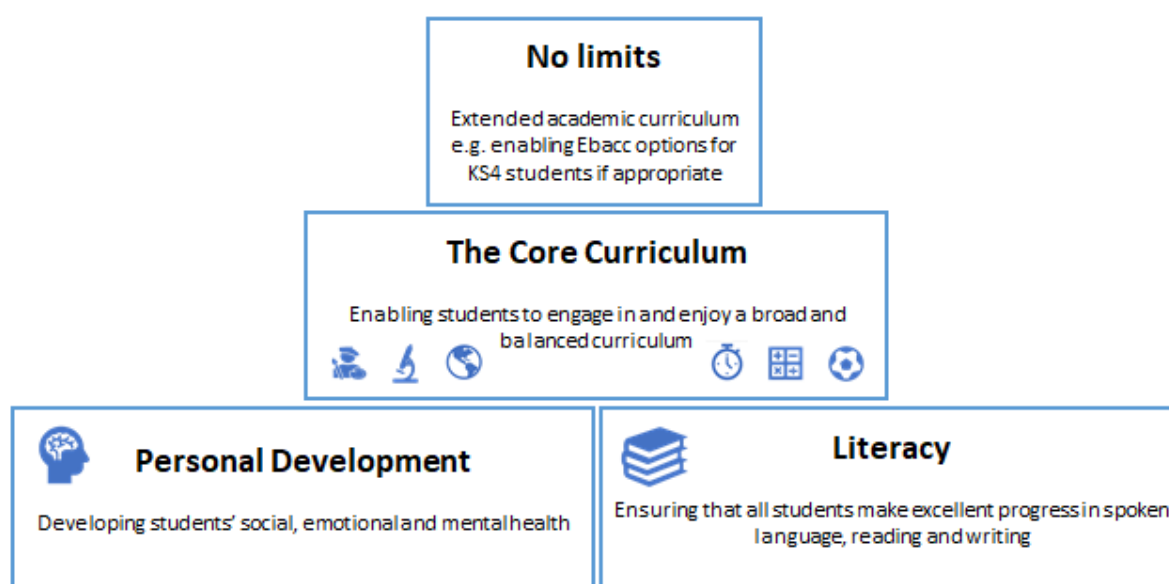 No limits
Extended academic curriculum
e.g. enabling Ebacc options for
KS4 students if appropriate
The Core Curriculum
Enabling students to engage in and enjoy a broad and
balanced curriculum
Personal Development
Developing students’ social, emotional and mental health
Literacy
Ensuring that all students make excellent progress in spoken
language, reading and writing